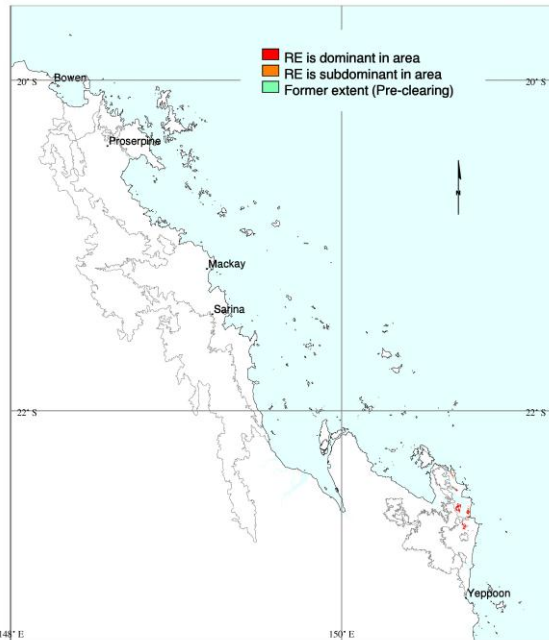 RE is dominant in area
RE is subdominant in area
Former extent (Pre-clearing)
20° S
20° S
Bowen
Proserpine
N
Mackay
Sarina
22° S
22° S
Yeppoon
148° E
150° E